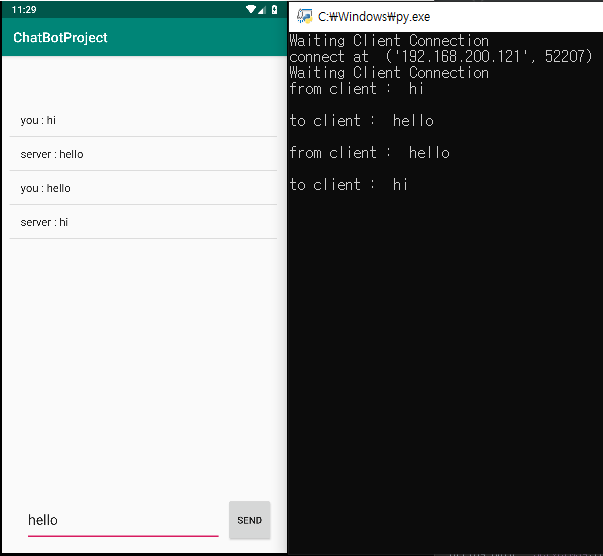 11:29
ChatBotProject
you : hi
server : hello
you : hello
server : hi
hello
SEND
C:₩Windows₩py.exe
Waiting Client Connection
connect at  ('192.168.200.121', 52207)
Waiting Client Connection
from client :  hi
to client :  hello
from client :  hello
to client :  hi